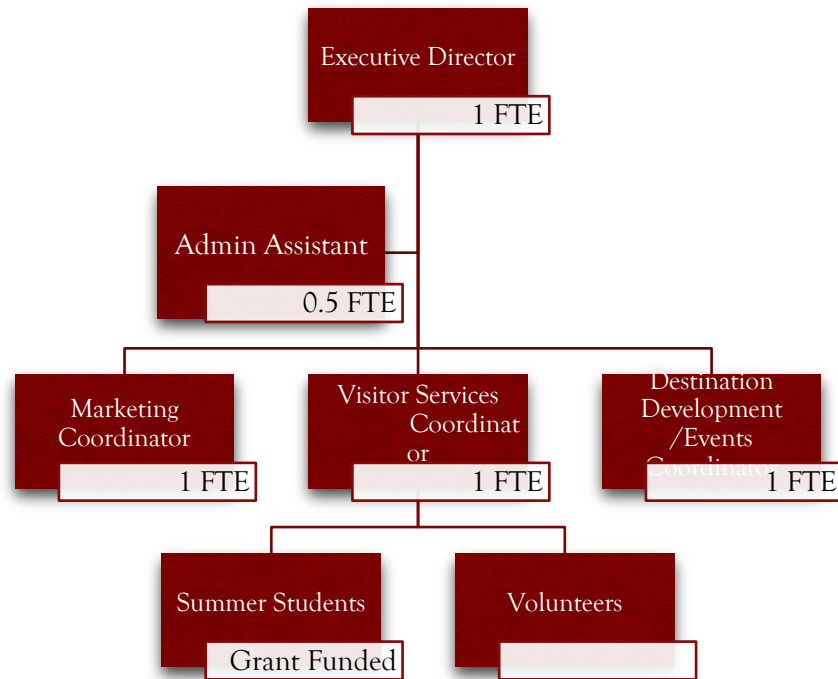 Executive Director
1 FTE
Admin Assistant
0.5 FTE
Marketing
Coordinator
1 FTE
Visitor Services
Coordinat
or
1 FTE
Destination
Development
/Events
Coordinator
1 FTE
Summer Students
Grant Funded
Volunteers